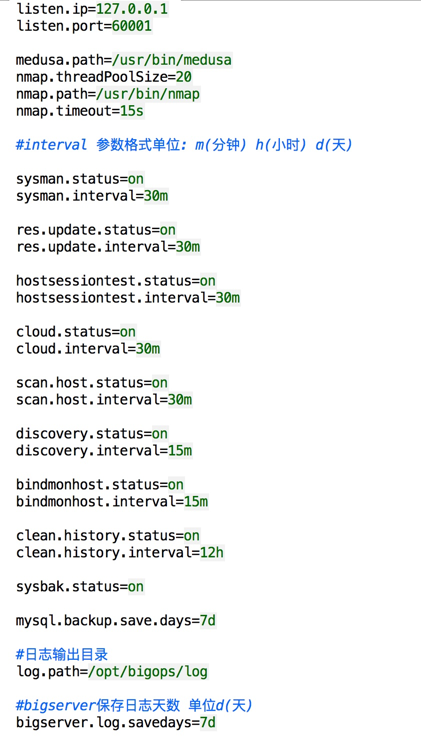 listen.ip=127.0.0.1
listen.port=60001
medusa.path=/usr/bin/medusa
nmap.threadPoolSize=20
nmap.path=/usr/bin/nmap
nmap.timeout=15s
#interval 参数格式单位: m(分钟) h(小时) d(天)
sysman.status=on
sysman.interval=30m
res.update.status=on
res.update.interval=30m
hostsessiontest.status=on
hostsessiontest.interval=30m
cloud.status=on
cloud.interval=30m
scan.host.status=on
scan.host.interval=30m
discovery.status=on
discovery.interval=15m
bindmonhost.status=on
bindmonhost.interval=15m
clean.history.status=on
clean.history.interval=12h
sysbak.status=on
mysql.backup.save.days=7d
#日志输出目录
log.path=/opt/bigops/log
#bigserver保存日志天数 单位d(天)
bigserver.log.savedays=7d